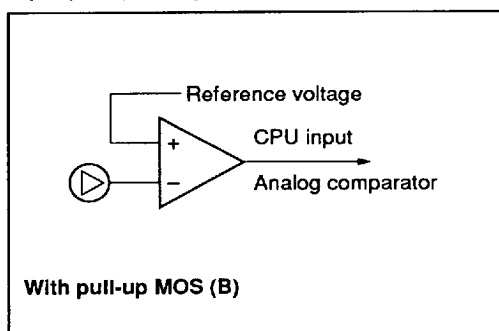 Reference voltage
+
CPU input
−
Analog comparator
With pull-up MOS (B)